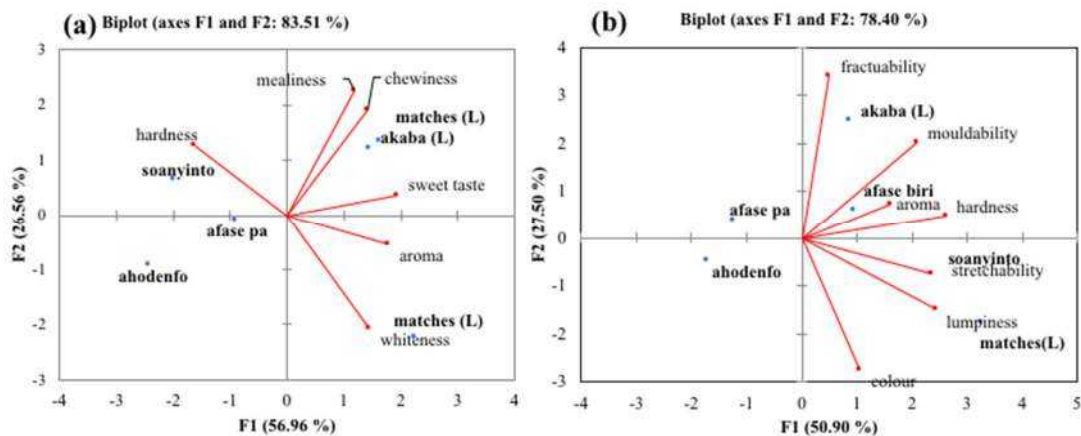 (a) Biplot (axes F1 and F2: 83.51 %)
3
2
1
0
-1
-2
-3
F2 (26.56 %)
mealiness
chewiness
matches (L)
akaba (L)
hardness
soanyinto
sweet taste
afase pa
aroma
ahodenfo
matches (L)
whiteness
-4 -3 -2 -1 0 1 2 3 4
F1 (56.96 %)
(b) Biplot (axes F1 and F2: 78.40 %)
4
3
2
1
0
-1
-2
-3
F2 (27.50 %)
fractuability
akaba (L)
mouldability
afase biri
afase pa
aroma
hardness
soanyinto
ahodenfo
stretchability
lumpiness
matches(L)
colour
-4 -3 -2 -1 0 1 2 3 4 5
F1 (50.90 %)